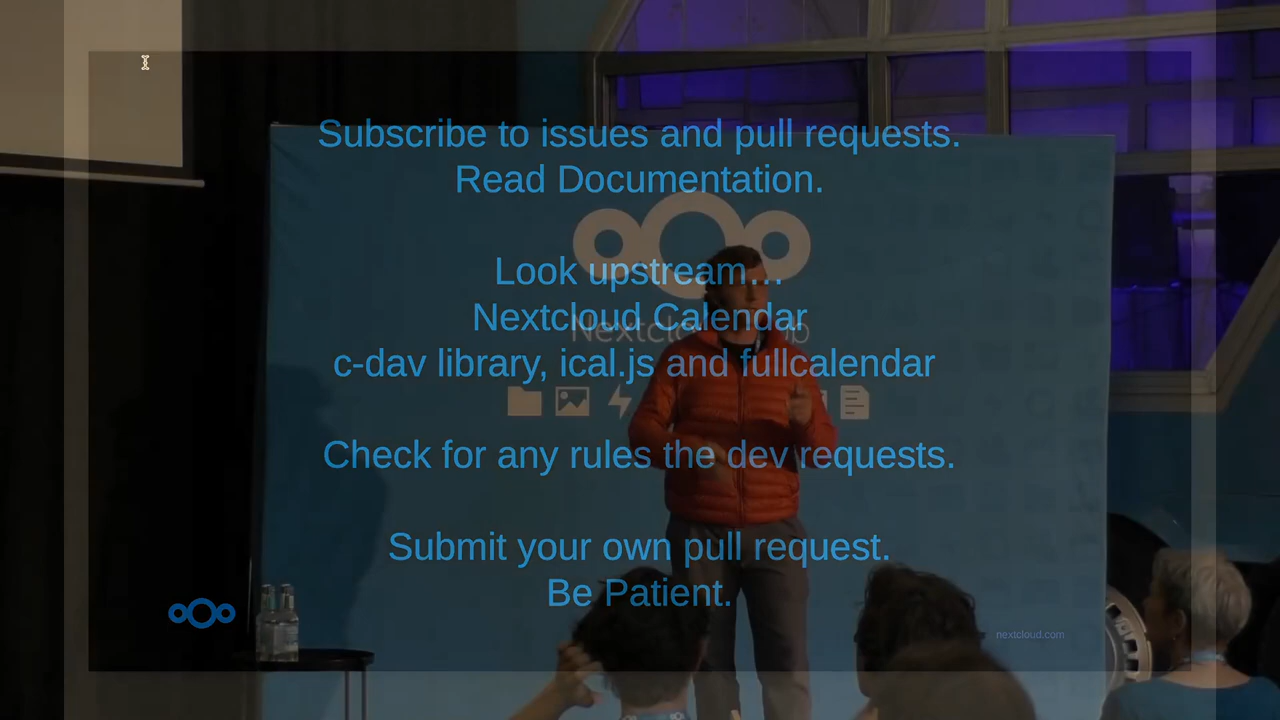 Subscribe to issues and pull requests.
Read Documentation.
Look upstream...
Nextcloud Calendar
c-dav library, ical.js and fullcalendar
Check for any rules the dev requests.
Submit your own pull request.
Be Patient.
nextcloud.com